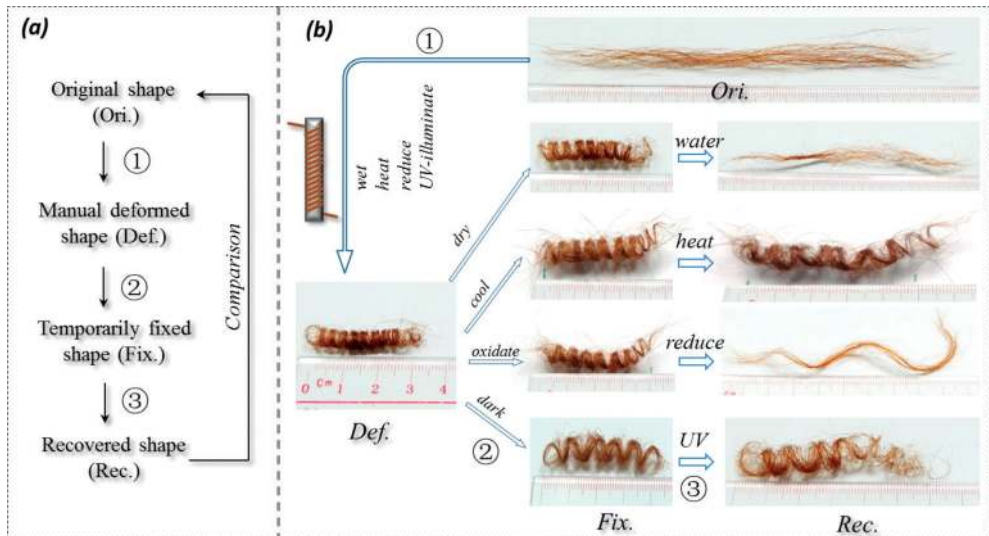 (a)
Original shape
(Ori.)
①
Manual deformed
shape (Def.)
②
Temporarily fixed
shape (Fix.)
③
Recovered shape
(Rec.)
Comparison
(b)
①
wet
heat
reduce
UV-illuminate
Ori.
dry
water
cool
heat
oxidate
reduce
dark
UV
②
③
0 Cm 1 2 3 4
Def.
Fix.
Rec.